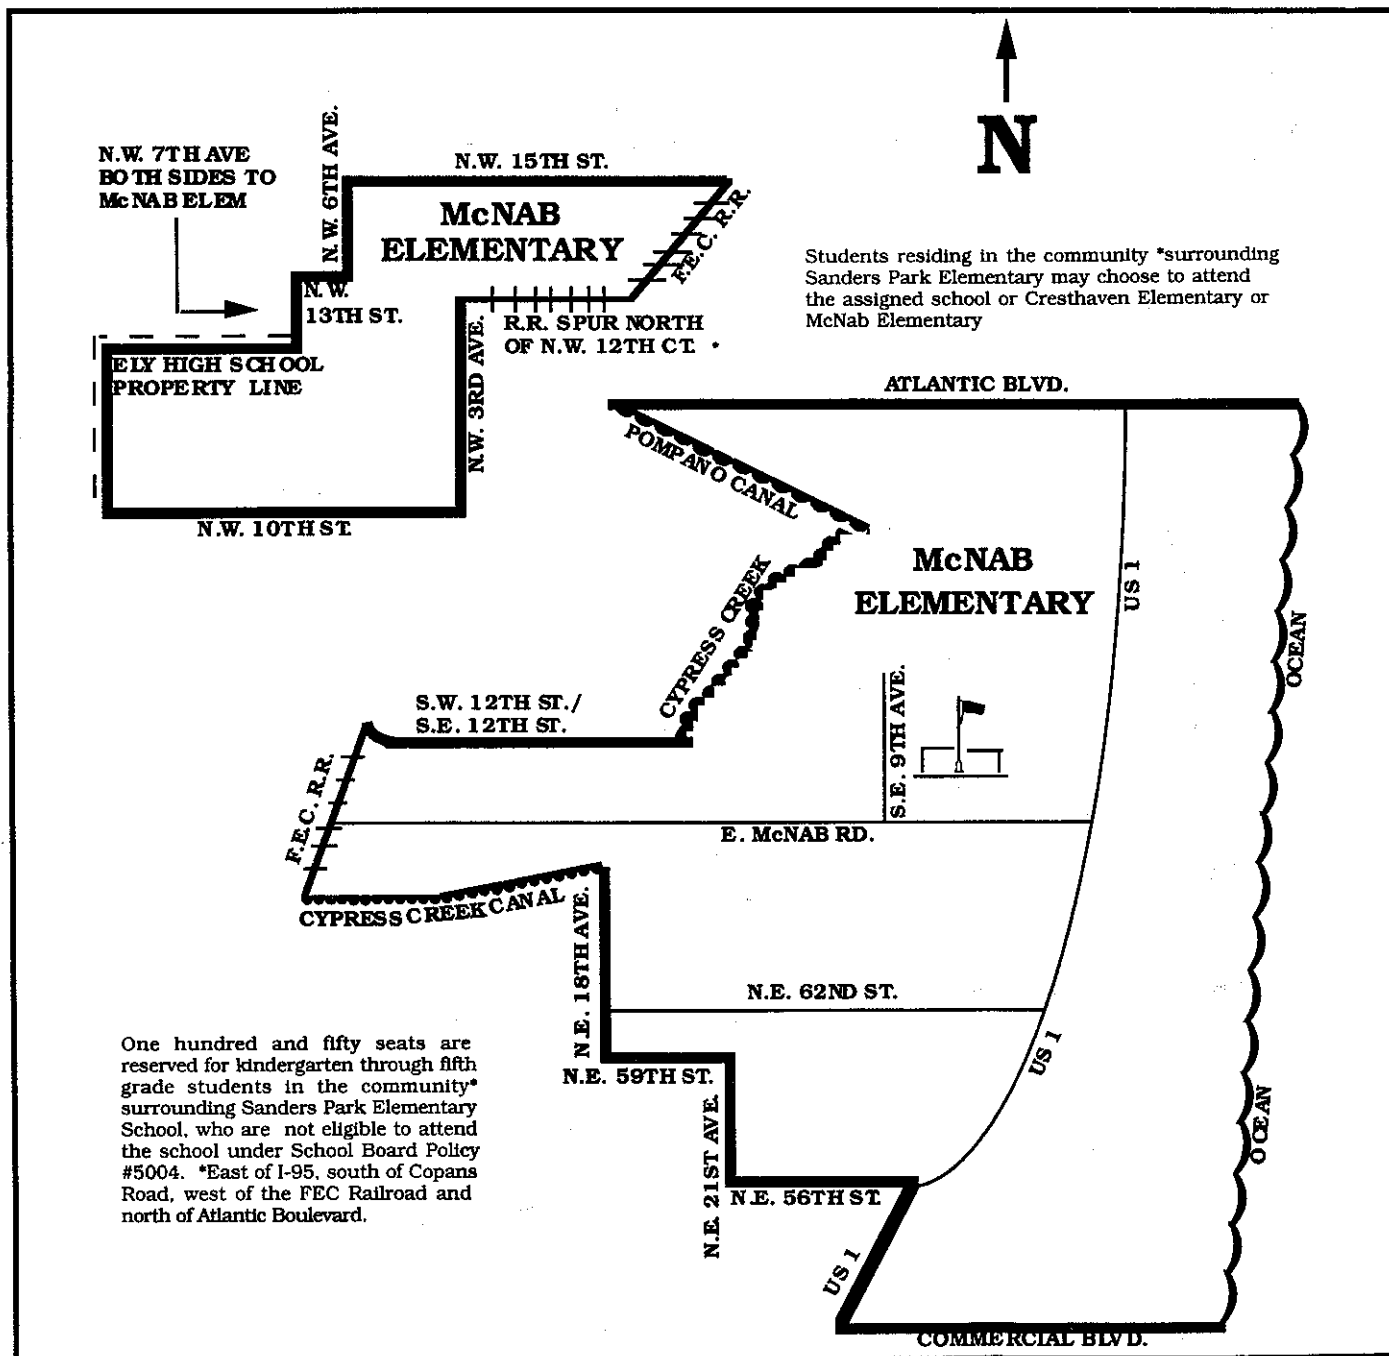 N
N.W. 7TH AVE
BOTH SIDES TO
McNAB ELEM
N.W. 6TH AVE.
N.W. 15TH ST.
McNAB
ELEMENTARY
F.E.C. R.R.
N.W.
13TH ST.
R.R. SPUR NORTH
OF N.W. 12TH CT.
ELY HIGH SCHOOL
PROPERTY LINE
N.W. 3RD AVE.
N.W. 10TH ST.
Students residing in the community *surrounding
Sanders Park Elementary may choose to attend
the assigned school or Cresthaven Elementary or
McNab Elementary
ATLANTIC BLVD.
POMPANO CANAL
CYPRESS CREEK
McNAB
ELEMENTARY
US 1
OCEAN
S.W. 12TH ST./
S.E. 12TH ST.
S.E. 9TH AVE.
F.E.C. R.R.
E. McNAB RD.
CYPRESS CREEK CANAL
N.E. 18TH AVE.
N.E. 62ND ST.
US 1
N.E. 59TH ST.
N.E. 21ST AVE.
N.E. 56TH ST.
OCEAN
US 1
COMMERCIAL BLVD.
One hundred and fifty seats are
reserved for kindergarten through fifth
grade students in the community*
surrounding Sanders Park Elementary
School, who are not eligible to attend
the school under School Board Policy
#5004. *East of I-95, south of Copans
Road, west of the FEC Railroad and
north of Atlantic Boulevard.